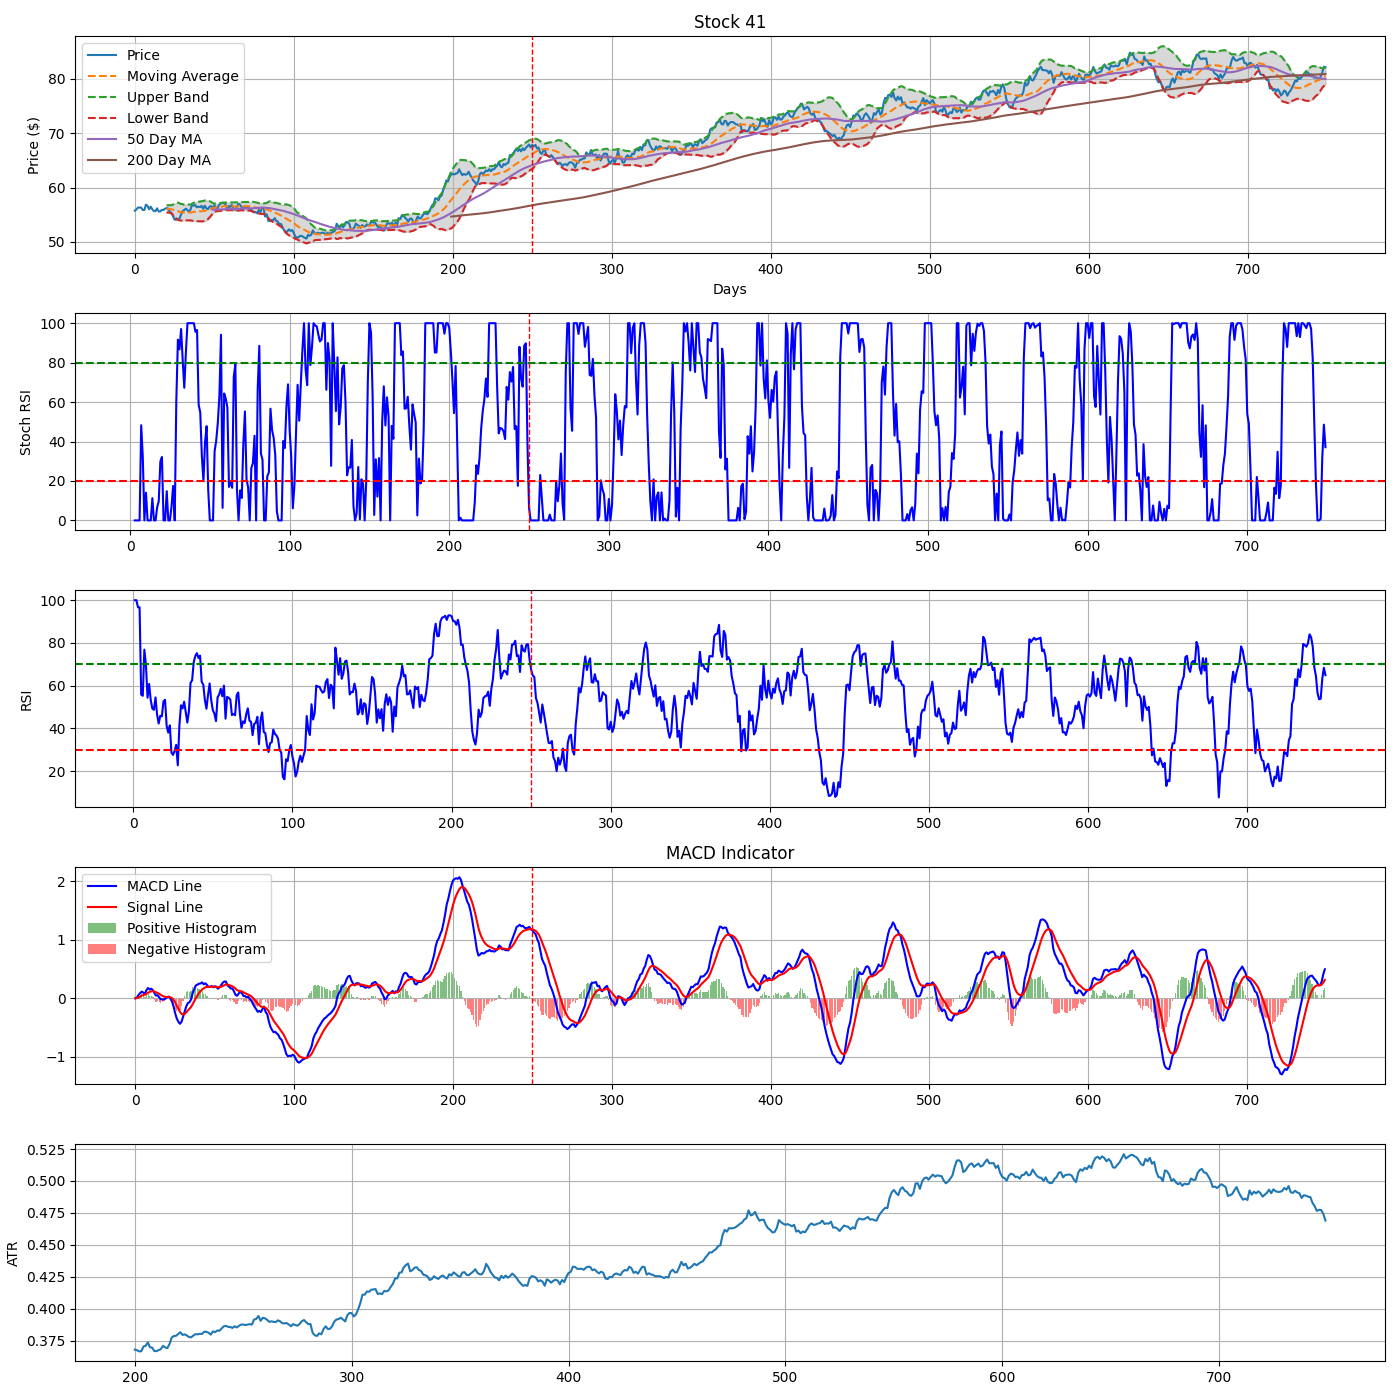 Stock 41
Price ($)
80
70
60
50
Price
Moving Average
Upper Band
Lower Band
50 Day MA
200 Day MA
0 100 200 300 400 500 600 700
Days
Stoch RSI
100
80
60
40
20
0
0 100 200 300 400 500 600 700
RSI
100
80
60
40
20
0 100 200 300 400 500 600 700
MACD Indicator
2
1
0
−1
MACD Line
Signal Line
Positive Histogram
Negative Histogram
0 100 200 300 400 500 600 700
ATR
0.525
0.500
0.475
0.450
0.425
0.400
0.375
200 300 400 500 600 700